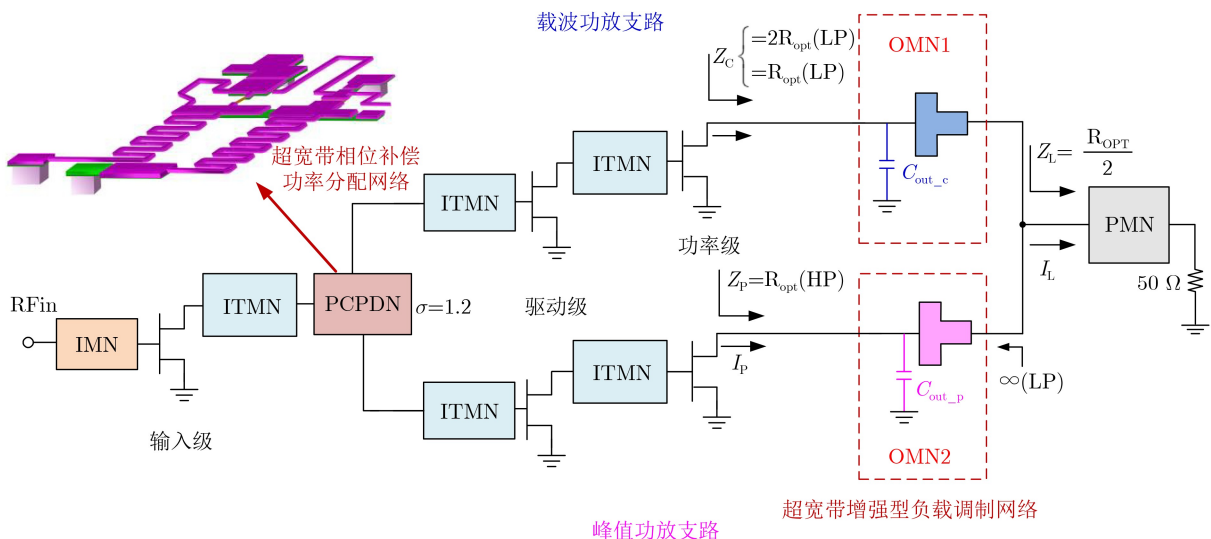 载波功放支路
Z_C {=2R_opt(LP)
=R_opt(LP)
OMN1
超宽带相位补偿
功率分配网络
ITMN
ITMN
C_out_c
Z_L= R_OPT/2
PMN
功率级
I_L
50 Ω
RFin
IMN
ITMN
PCPDN
σ=1.2
驱动级
Z_P=R_opt(HP)
I_P
ITMN
ITMN
C_out_p
∞(LP)
输入级
OMN2
超宽带增强型负载调制网络
峰值功放支路